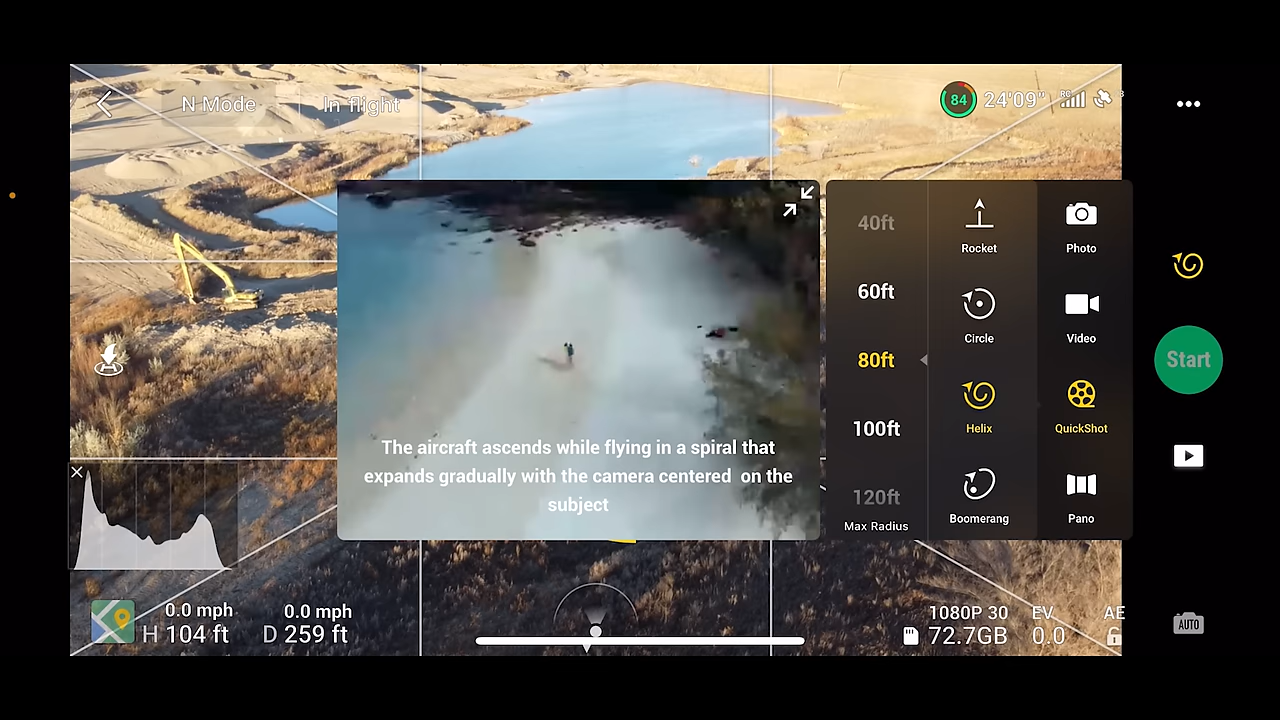 N Mode
In flight
84
24'09"
RC
3
40ft
60ft
80ft
100ft
120ft
Max Radius
Rocket
Circle
Helix
Boomerang
Photo
Video
QuickShot
Pano
Start
The aircraft ascends while flying in a spiral that
expands gradually with the camera centered on the
subject
0.0 mph
0.0 mph
H 104 ft
D 259 ft
1080P 30
EV
AE
72.7GB
0.0
AUTO